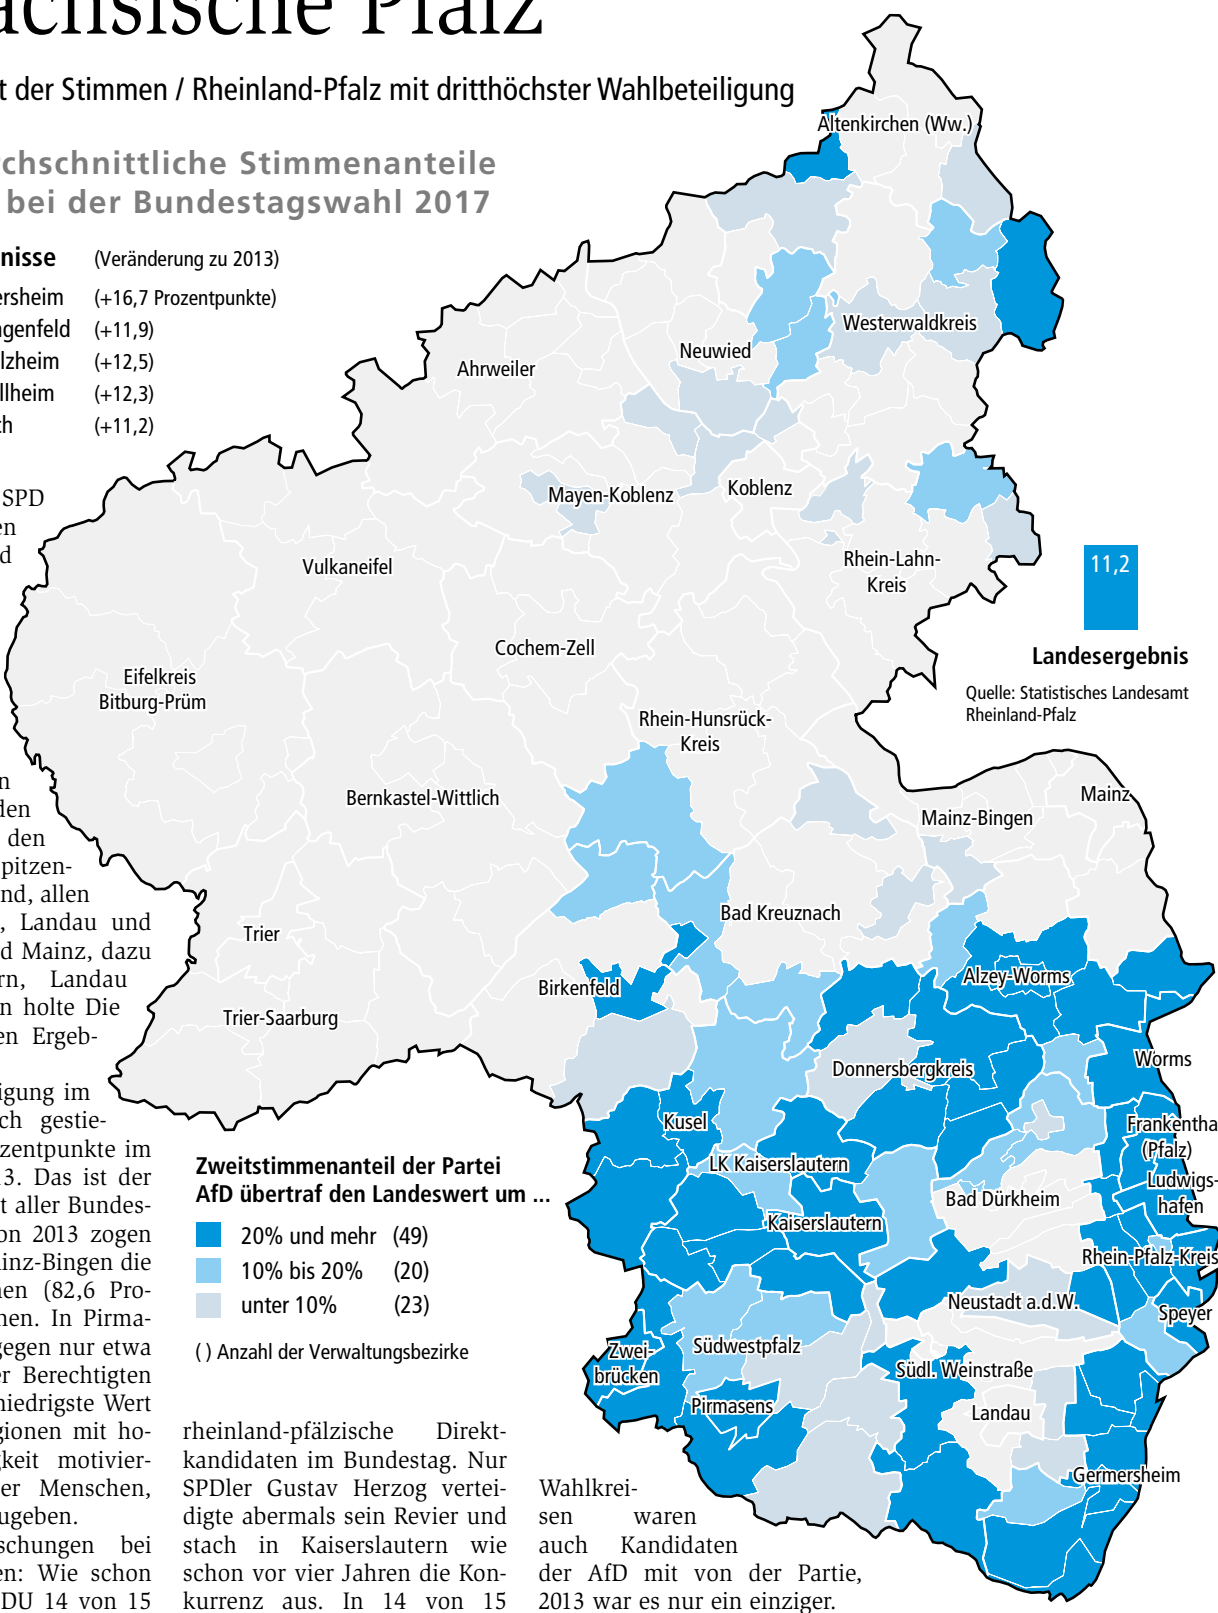 ächsische Pfalz
t der Stimmen / Rheinland-Pfalz mit dritthöchster Wahlbeteiligung
rchschnittliche Stimmenanteile
bei der Bundestagswahl 2017
nisse (Veränderung zu 2013)
ersheim (+16,7 Prozentpunkte)
ngenfeld (+11,9)
lzheim (+12,5)
llheim (+12,3)
ch (+11,2)
SPD
en
d
n
den
den
pitzen-
nd, allen
, Landau und
d Mainz, dazu
rn, Landau
n holte Die
en Ergeb-
igung im
ch gestie-
zentpunkte im
13. Das ist der
t aller Bundes-
on 2013 zogen
inz-Bingen die
nen (82,6 Pro-
nen. In Pirma-
gegen nur etwa
er Berechtigten
niedrigste Wert
gionen mit ho-
gkeit motivier-
er Menschen,
ugeben.
schungen bei
en: Wie schon
DU 14 von 15
Altenkirchen (Ww.)
Westerwaldkreis
Neuwied
Ahrweiler
Mayen-Koblenz
Koblenz
Vulkaneifel
Rhein-Lahn-
Kreis
Cochem-Zell
Eifelkreis
Bitburg-Prüm
Rhein-Hunsrück-
Kreis
Bernkastel-Wittlich
Mainz
Mainz-Bingen
Bad Kreuznach
Trier
Alzey-Worms
Birkenfeld
Trier-Saarburg
Worms
Donnersbergkreis
Kusel
Frankentha
(Pfalz)
LK Kaiserslautern
Ludwigs-
hafen
Bad Dürkheim
Kaiserslautern
Rhein-Pfalz-Kreis
Neustadt a.d.W.
Speyer
Südwestpfalz
Zwei-
brücken
Südl. Weinstraße
Pirmasens
Landau
Germersheim
11,2
Landesergebnis
Quelle: Statistisches Landesamt
Rheinland-Pfalz
Zweitstimmenanteil der Partei
AfD übertraf den Landeswert um ...
20% und mehr (49)
10% bis 20% (20)
unter 10% (23)
( ) Anzahl der Verwaltungsbezirke
rheinland-pfälzische Direkt-
kandidaten im Bundestag. Nur
SPDler Gustav Herzog vertei-
digte abermals sein Revier und
stach in Kaiserslautern wie
schon vor vier Jahren die Kon-
kurrenz aus. In 14 von 15
Wahlkrei-
sen waren
auch Kandidaten
der AfD mit von der Partie,
2013 war es nur ein einziger.